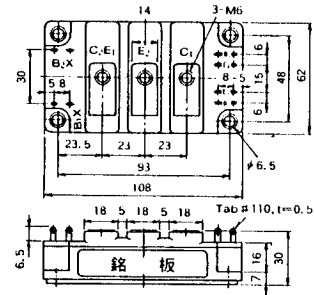 14
3-M6
C₂E₁
E₂
C₁
B₂X
B₁X
30
5 8
6
15
6
8 5
48
62
23.5
23
23
φ6.5
93
108
18 5 18 5 18
Tab #110, t=0.5
6.5
銘板
16
7
30